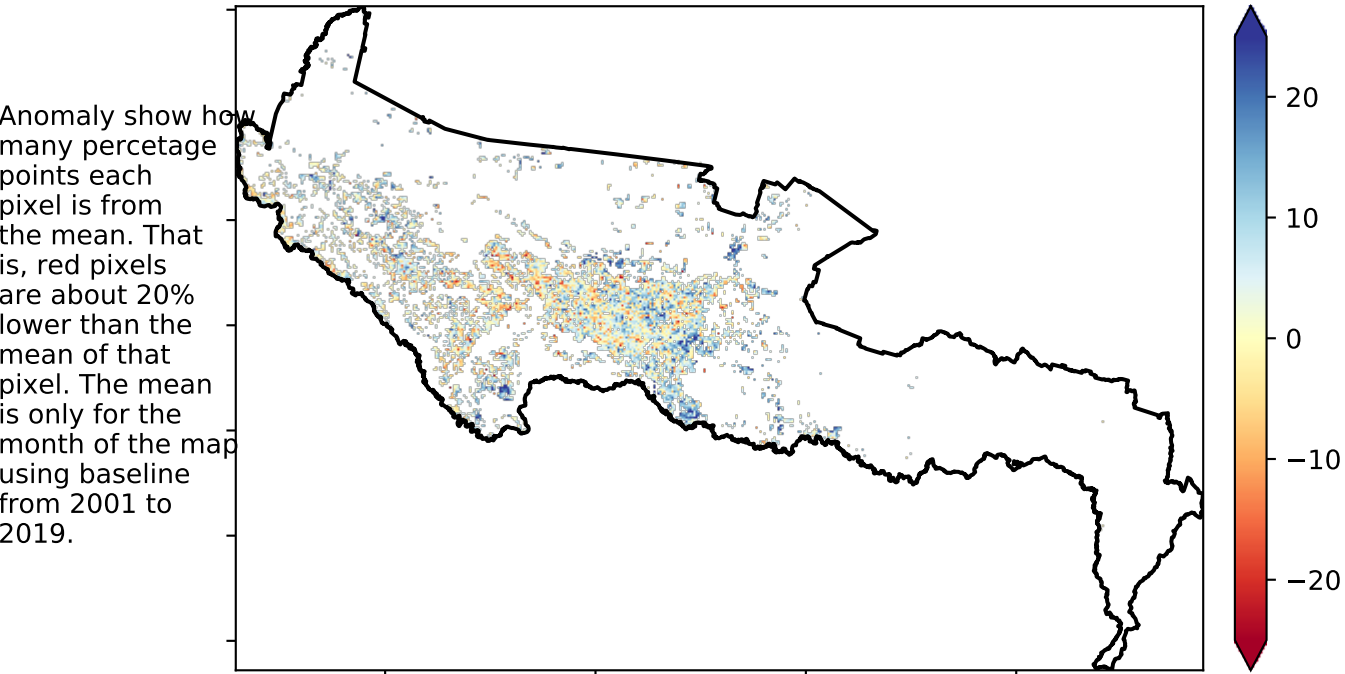 Anomaly show how
many percetage
points each
pixel is from
the mean. That
is, red pixels
are about 20%
lower than the
mean of that
pixel. The mean
is only for the
month of the map
using baseline
from 2001 to
2019.
20
10
0
−10
−20